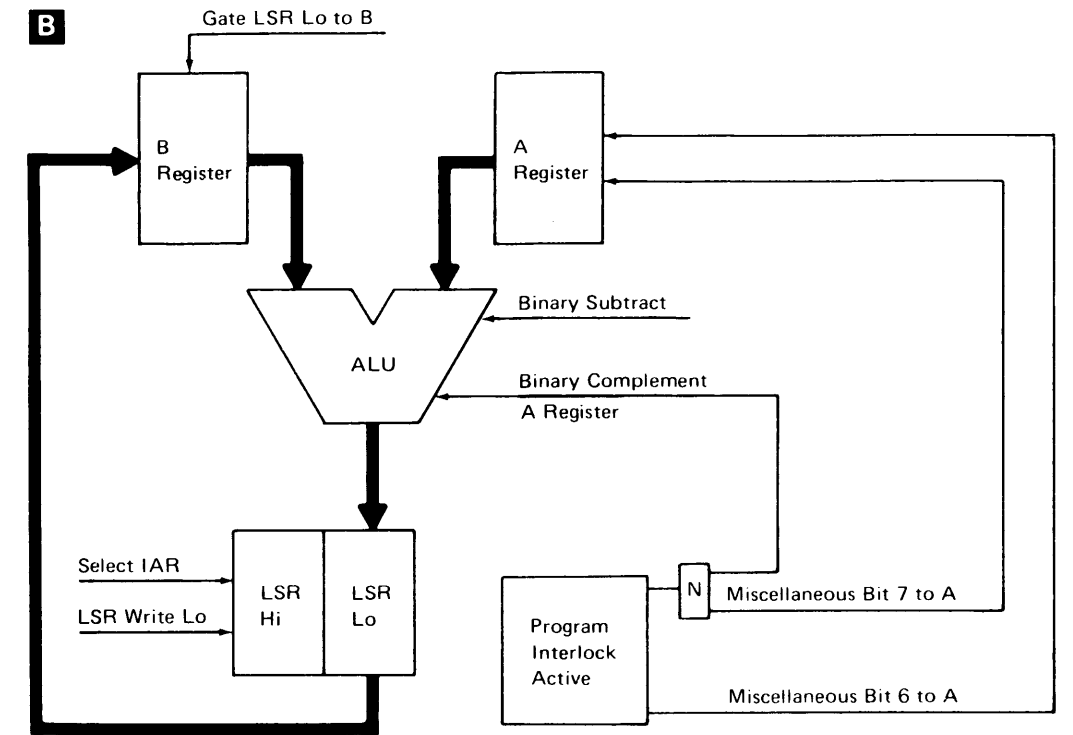 B
Gate LSR Lo to B
B
Register
A
Register
Binary Subtract
ALU
Binary Complement
A Register
Select IAR
LSR Write Lo
LSR
Hi
LSR
Lo
N
Miscellaneous Bit 7 to A
Program
Interlock
Active
Miscellaneous Bit 6 to A